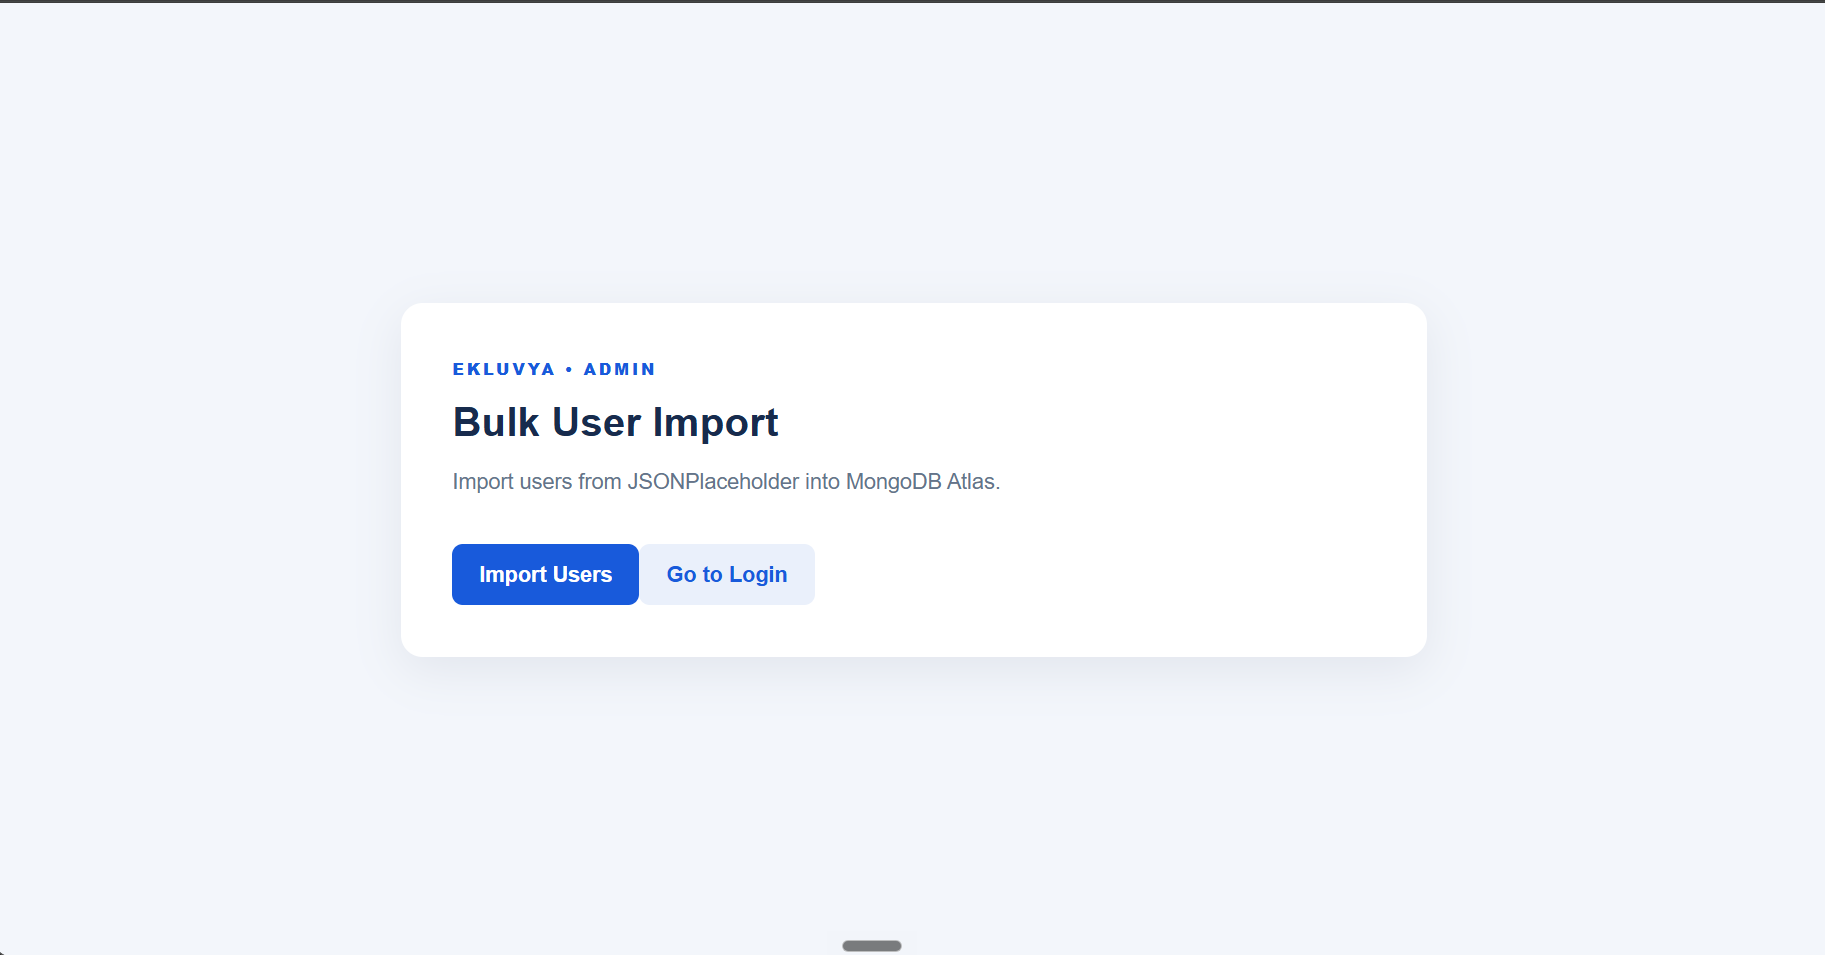 EKLUVYA • ADMIN
Bulk User Import
Import users from JSONPlaceholder into MongoDB Atlas.
Import Users
Go to Login